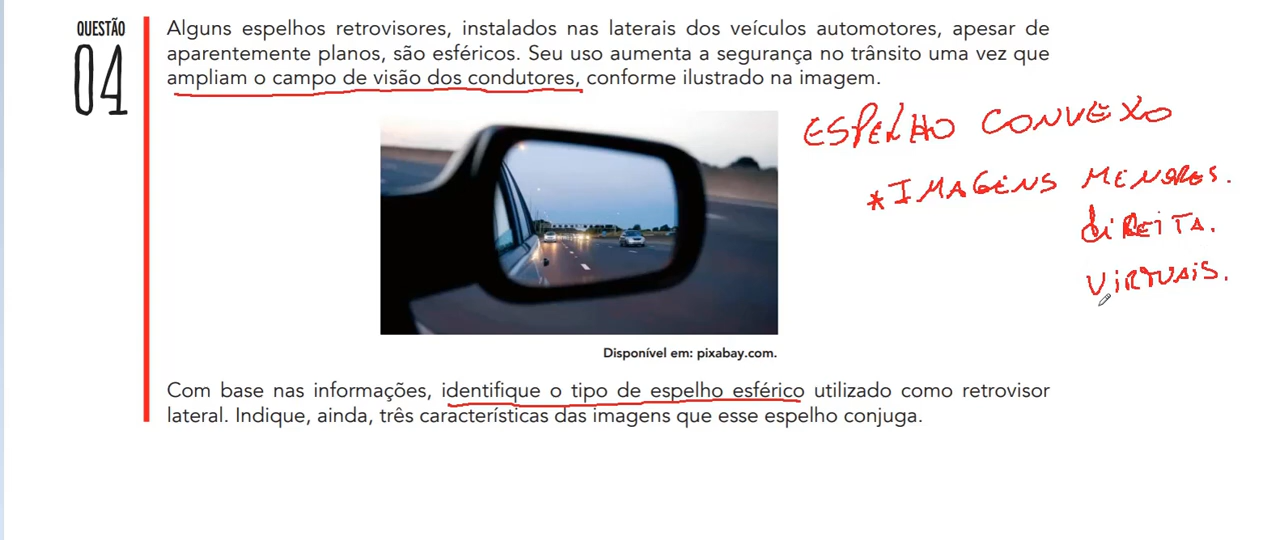 QUESTÃO
04
Alguns espelhos retrovisores, instalados nas laterais dos veículos automotores, apesar de
aparentemente planos, são esféricos. Seu uso aumenta a segurança no trânsito uma vez que
ampliam o campo de visão dos condutores, conforme ilustrado na imagem.
ESPELHO CONVEXO
*IMAGENS MENORES.
diREiTA.
ViRTUAiS.
Disponível em: pixabay.com.
Com base nas informações, identifique o tipo de espelho esférico utilizado como retrovisor
lateral. Indique, ainda, três características das imagens que esse espelho conjuga.